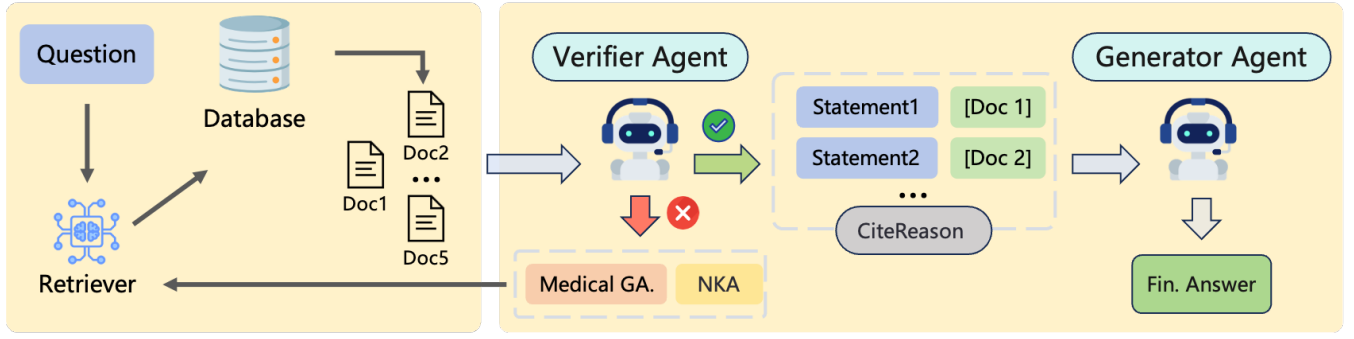 Question
Database
Retriever
Doc1
Doc2
...
Doc5
Verifier Agent
Medical GA.
NKA
Statement1
[Doc 1]
Statement2
[Doc 2]
...
CiteReason
Generator Agent
Fin. Answer